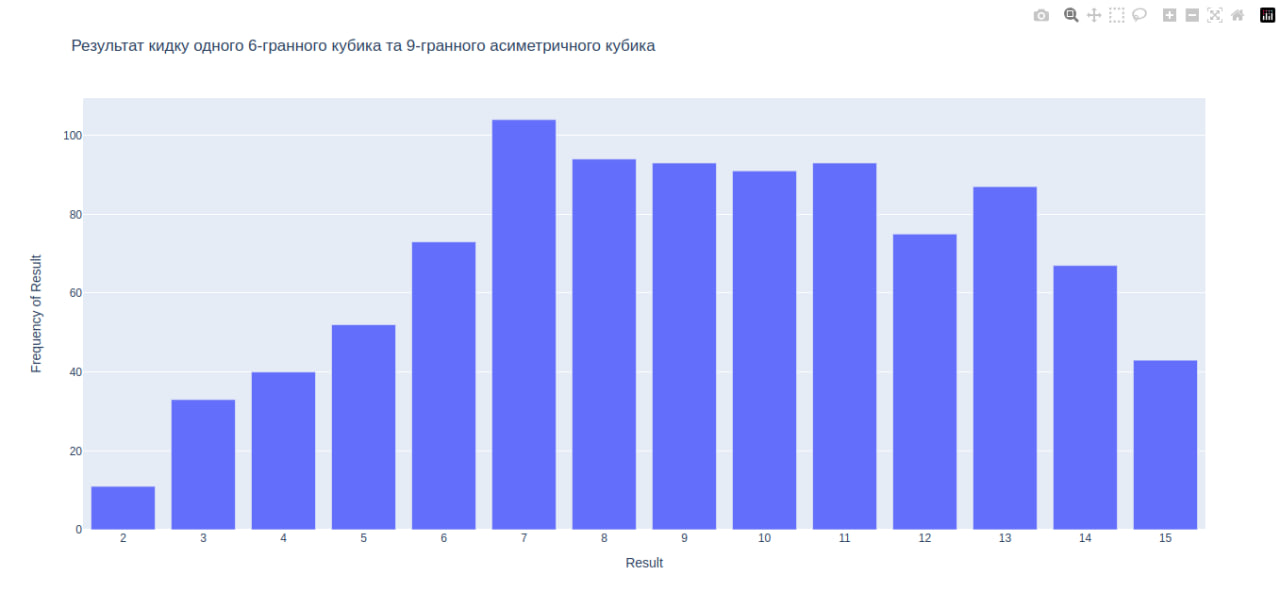 Результат кидку одного 6-гранного кубика та 9-гранного асиметричного кубика
100
80
60
40
20
0
Frequency of Result
2 3 4 5 6 7 8 9 10 11 12 13 14 15
Result